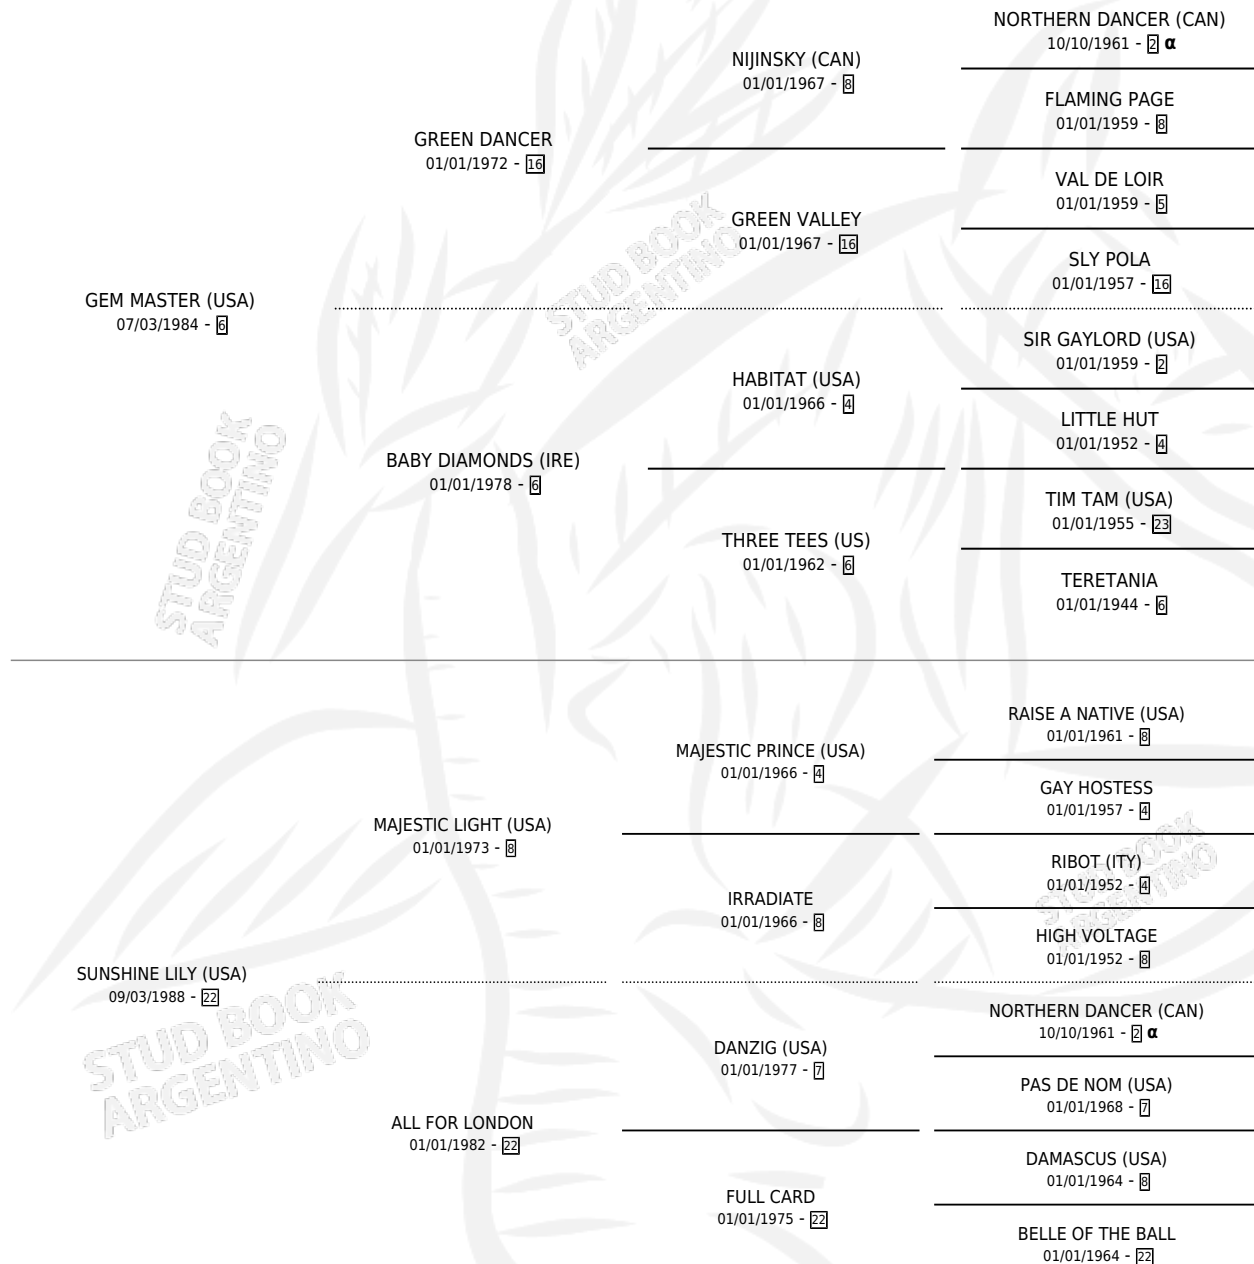 NORTHERN DANCER (CAN)
10/10/1961 - 2 α
NIJINSKY (CAN)
01/01/1967 - 8
FLAMING PAGE
01/01/1959 - 8
GREEN DANCER
01/01/1972 - 16
VAL DE LOIR
01/01/1959 - 5
GREEN VALLEY
01/01/1967 - 16
SLY POLA
01/01/1957 - 16
GEM MASTER (USA)
07/03/1984 - 6
STUD BOOK
ARGENTINO
SIR GAYLORD (USA)
01/01/1959 - 2
HABITAT (USA)
01/01/1966 - 4
LITTLE HUT
01/01/1952 - 4
BABY DIAMONDS (IRE)
01/01/1978 - 6
TIM TAM (USA)
01/01/1955 - 23
THREE TEES (US)
01/01/1962 - 6
TERETANIA
01/01/1944 - 6
STUD BOOK
ARGENTINO
RAISE A NATIVE (USA)
01/01/1961 - 8
MAJESTIC PRINCE (USA)
01/01/1966 - 4
GAY HOSTESS
01/01/1957 - 4
MAJESTIC LIGHT (USA)
01/01/1973 - 8
RIBOT (ITY)
01/01/1952 - 4
STUD BOOK
ARGENTINO
IRRADIATE
01/01/1966 - 8
HIGH VOLTAGE
01/01/1952 - 8
SUNSHINE LILY (USA)
09/03/1988 - 22
STUD BOOK
ARGENTINO
NORTHERN DANCER (CAN)
10/10/1961 - 2 α
DANZIG (USA)
01/01/1977 - 7
PAS DE NOM (USA)
01/01/1968 - 7
ALL FOR LONDON
01/01/1982 - 22
DAMASCUS (USA)
01/01/1964 - 8
FULL CARD
01/01/1975 - 22
BELLE OF THE BALL
01/01/1964 - 22